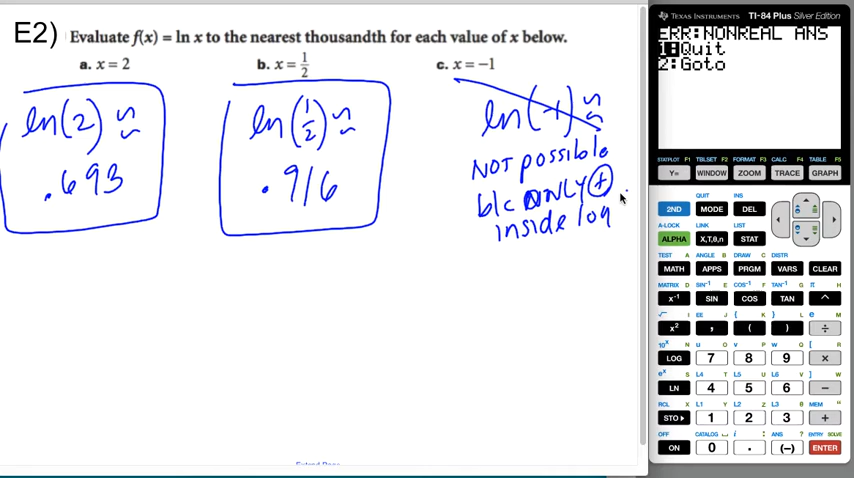 E2) Evaluate f(x) = ln x to the nearest thousandth for each value of x below.
a. x = 2 b. x = 1/2 c. x = −1
ln(2) ≈
.693
ln(1/2) ≈
.916
ln(-1) ≈
NOT possible
b/c ONLY +
inside log
TEXAS INSTRUMENTS TI-84 Plus Silver Edition
ERR:NONREAL ANS
1:Quit
2:Goto
STATPLOT F1 TBLSET F2 FORMAT F3 CALC F4 TABLE F5
Y= WINDOW ZOOM TRACE GRAPH
QUIT INS
2ND MODE DEL
A-LOCK LINK LIST
ALPHA X,T,θ,n STAT
TEST A ANGLE B DRAW C DISTR
MATH APPS PRGM VARS CLEAR
MATRIX D SIN⁻¹ E COS⁻¹ F TAN⁻¹ G π H
x⁻¹ SIN COS TAN ^
√ I EE J { K } L e M
x² , ( ) ÷
10ˣ N u O v P w Q [ R
LOG 7 8 9 ×
eˣ S L4 T L5 U L6 V ] W
LN 4 5 6 −
RCL X L1 Y L2 Z L3 θ MEM "
STO▸ 1 2 3 +
OFF CATALOG i : ANS ? ENTRY SOLVE
ON 0 . (−) ENTER